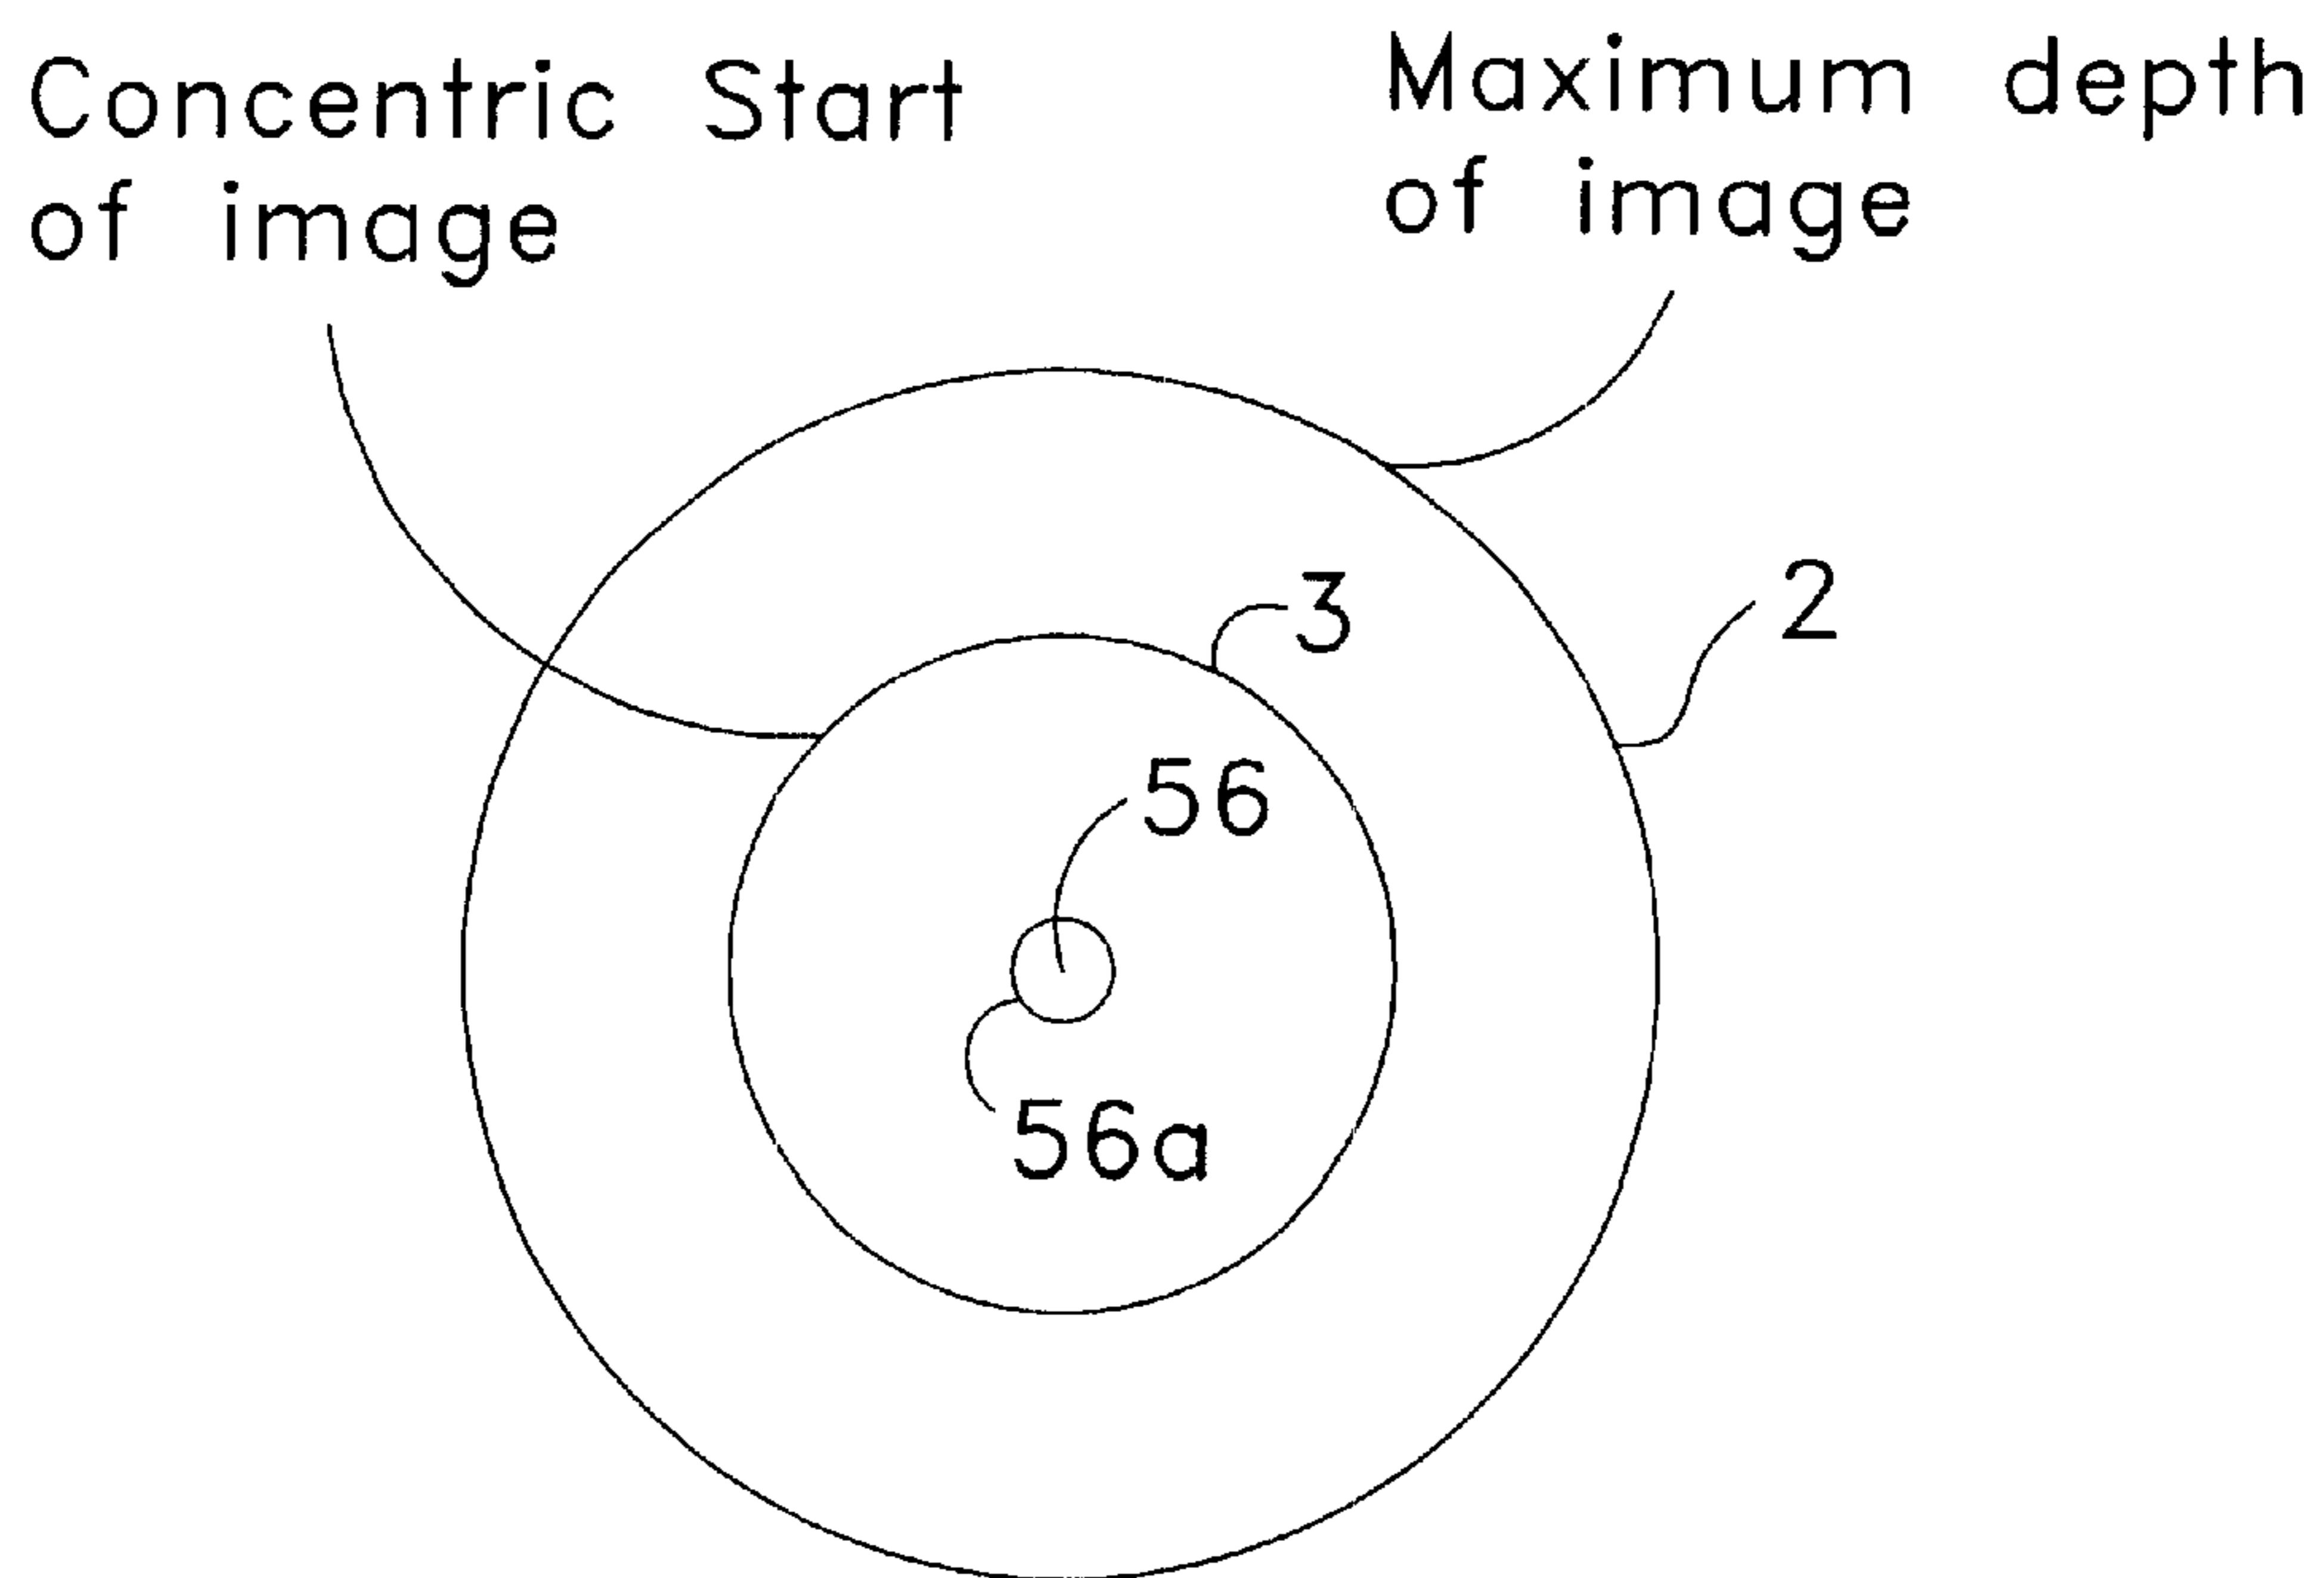 Concentric Start
of image
Maximum depth
of image
3
2
56
56a